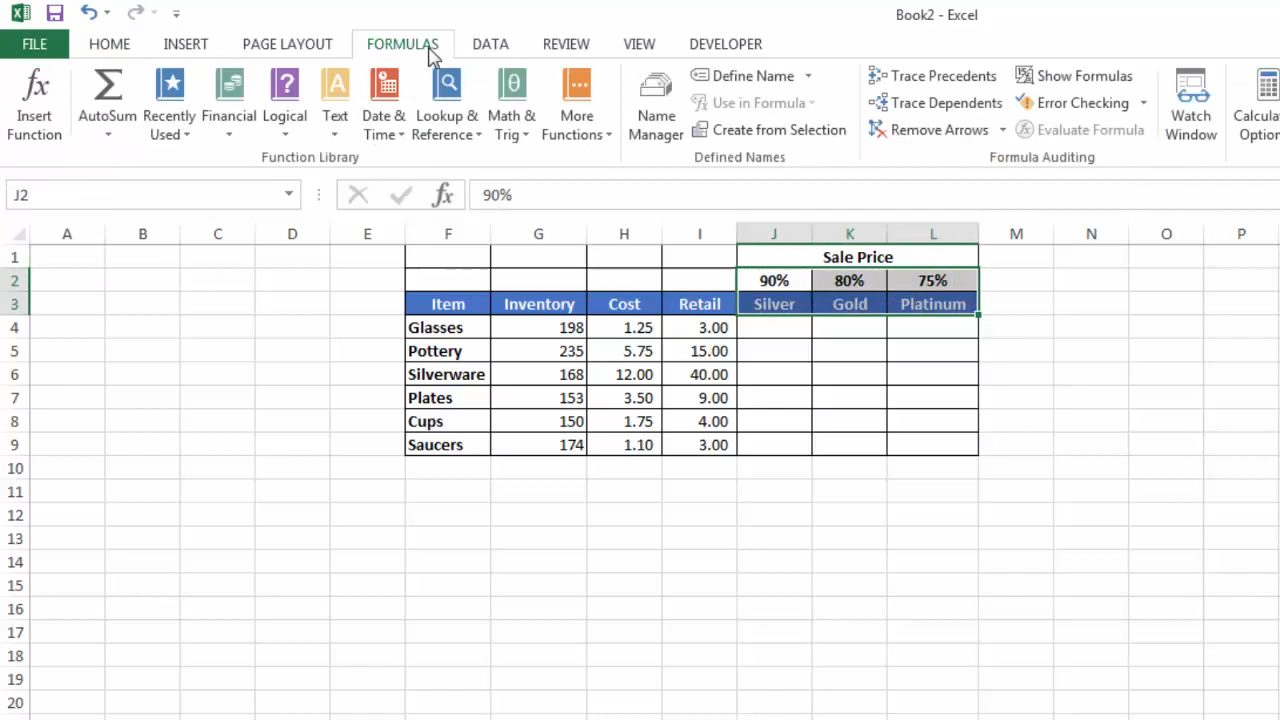 Book2 - Excel
FILE HOME INSERT PAGE LAYOUT FORMULAS DATA REVIEW VIEW DEVELOPER
fx Σ ? A θ
Define Name Trace Precedents Show Formulas
Use in Formula Trace Dependents Error Checking
Insert AutoSum Recently Financial Logical Text Date & Lookup & Math & More Name Watch
Function Used Time Reference Trig Functions Manager Create from Selection Remove Arrows Evaluate Formula Window
Function Library Defined Names Formula Auditing
J2 fx 90%
A B C D E F G H I J K L M N O P
1 Sale Price
2 90% 80% 75%
3 Item Inventory Cost Retail Silver Gold Platinum
4 Glasses 198 1.25 3.00
5 Pottery 235 5.75 15.00
6 Silverware 168 12.00 40.00
7 Plates 153 3.50 9.00
8 Cups 150 1.75 4.00
9 Saucers 174 1.10 3.00
10
11
12
13
14
15
16
17
18
19
20